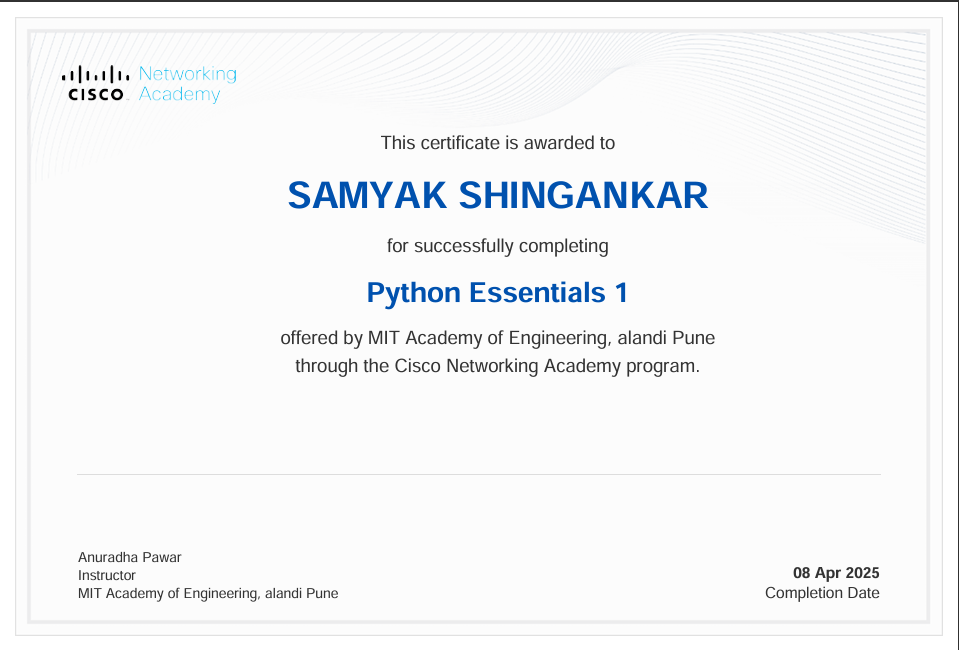 CISCO Networking
Academy
This certificate is awarded to
SAMYAK SHINGANKAR
for successfully completing
Python Essentials 1
offered by MIT Academy of Engineering, alandi Pune
through the Cisco Networking Academy program.
Anuradha Pawar
Instructor
MIT Academy of Engineering, alandi Pune
08 Apr 2025
Completion Date